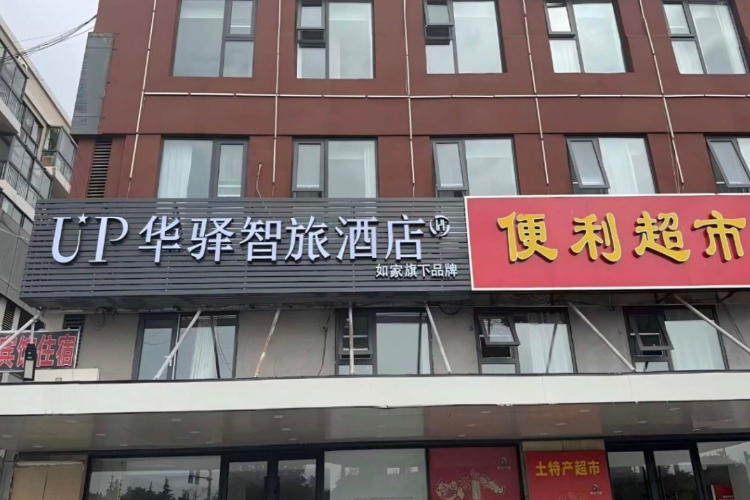 UP 华驿智旅酒店 H
如家旗下品牌
便利超市
宾馆住宿
土特产超市